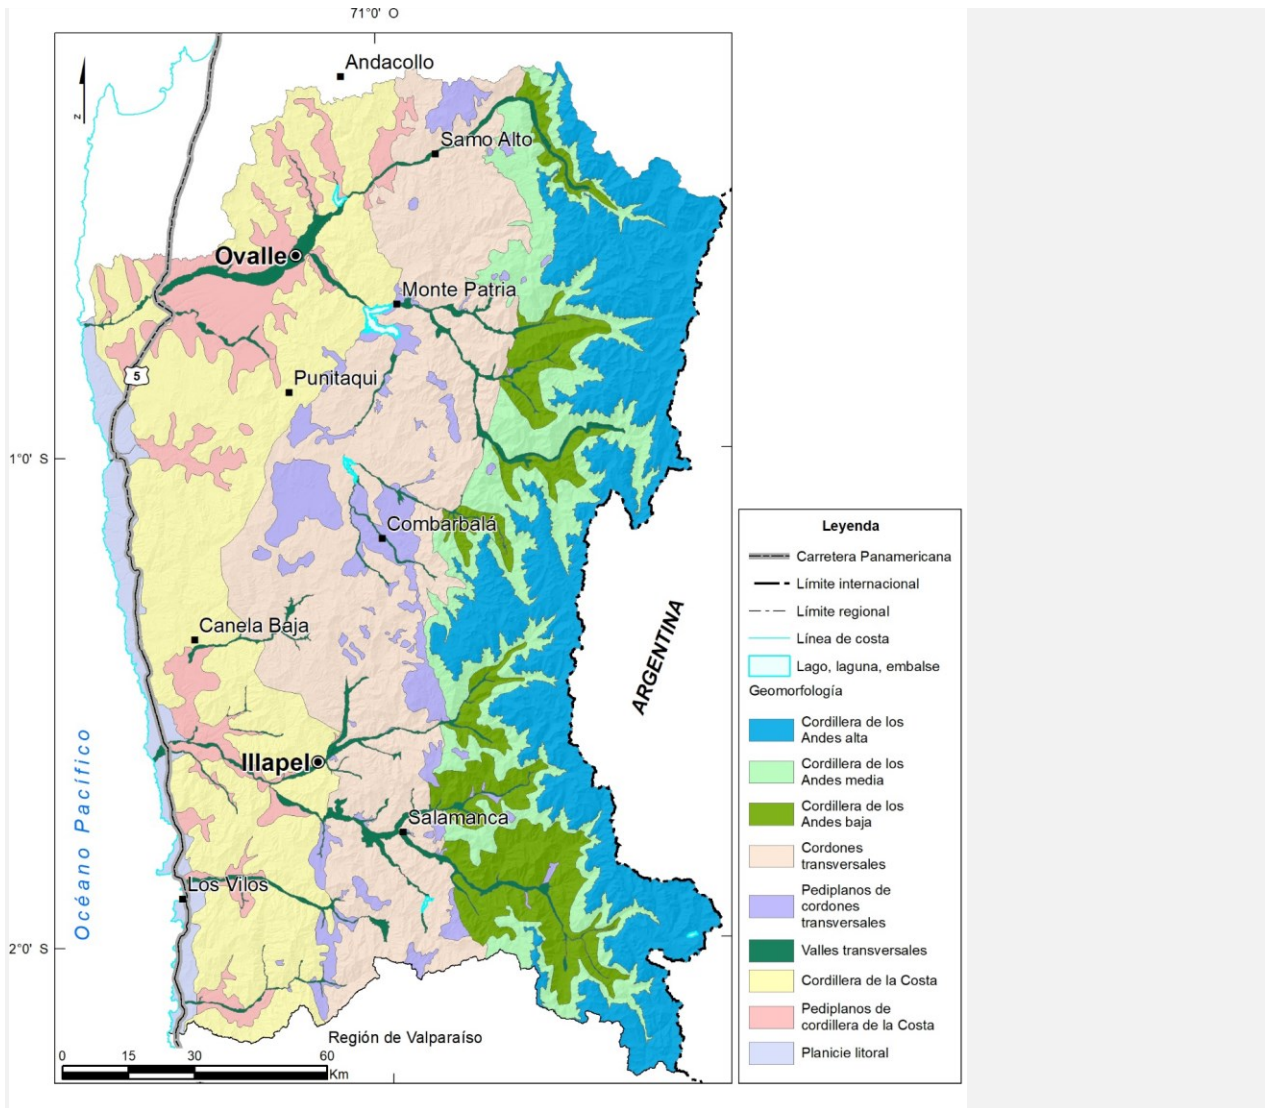 71°0' O
z
Andacollo
Samo Alto
Ovalle
Monte Patria
5
Punitaqui
1°0' S
Combarbalá
Canela Baja
ARGENTINA
Océano Pacífico
Illapel
Salamanca
Los Vilos
2°0' S
Región de Valparaíso
0 15 30 60
Km
Leyenda
Carretera Panamericana
Límite internacional
Límite regional
Línea de costa
Lago, laguna, embalse
Geomorfología
Cordillera de los
Andes alta
Cordillera de los
Andes media
Cordillera de los
Andes baja
Cordones
transversales
Pediplanos de
cordones
transversales
Valles transversales
Cordillera de la Costa
Pediplanos de
cordillera de la Costa
Planicie litoral